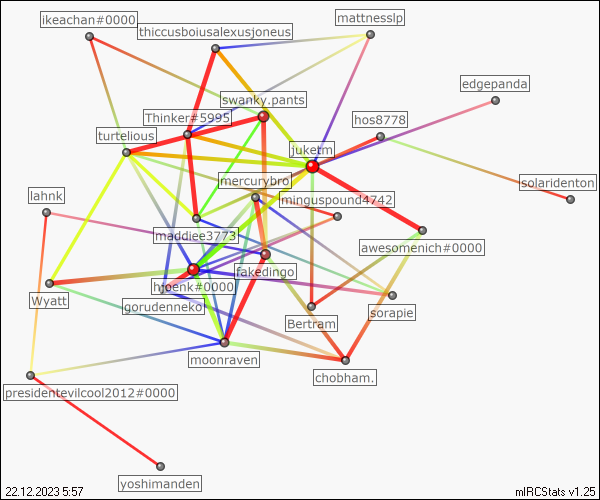 ikeachan#0000
mattnesslp
thiccusboiusalexusjoneus
edgepanda
swanky.pants
Thinker#5995
hos8778
turtelious
juketm
mercurybro
solaridenton
lahnk
minguspound4742
maddiee3773
awesomenich#0000
fakedingo
hfoenk#0000
Wyatt
gorudenneko
sorapie
Bertram
moonraven
chobham.
presidentevilcool2012#0000
yoshimanden
22.12.2023 5:57
mIRCStats v1.25